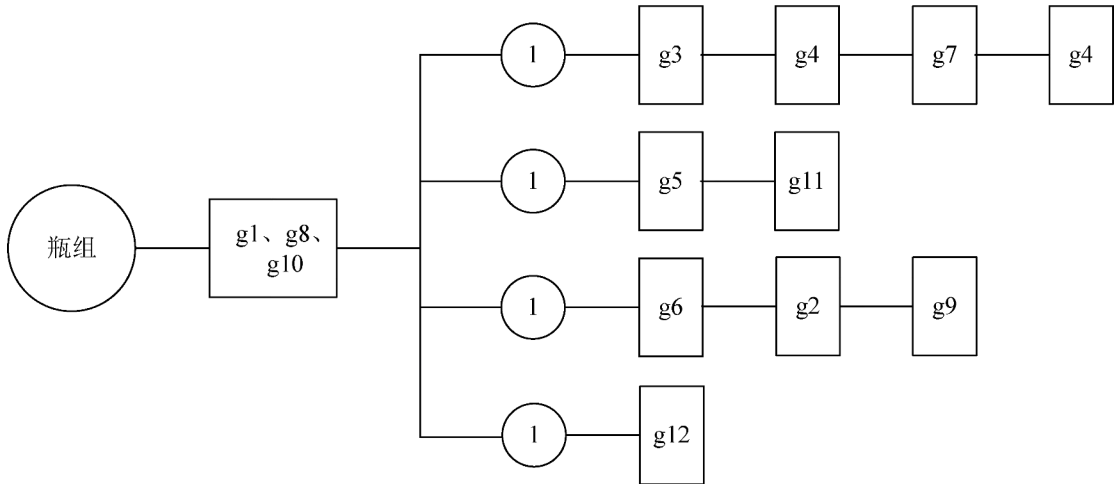 1 g3 g4 g7 g4
1 g5 g11
瓶组
g1、g8、
g10
1 g6 g2 g9
1 g12